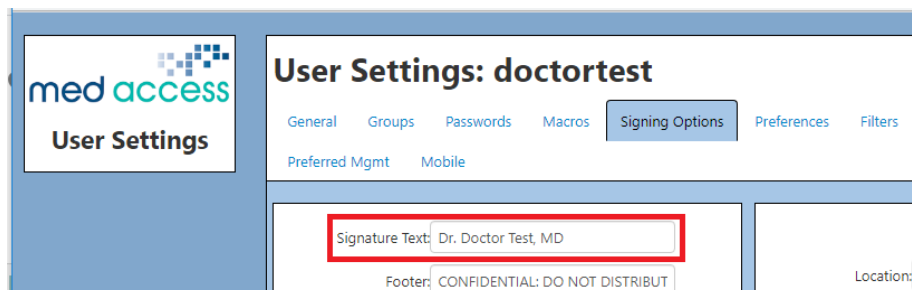 med access
User Settings
User Settings: doctortest
General Groups Passwords Macros Signing Options Preferences Filters
Preferred Mgmt Mobile
Signature Text: Dr. Doctor Test, MD
Footer: CONFIDENTIAL: DO NOT DISTRIBUT
Location: